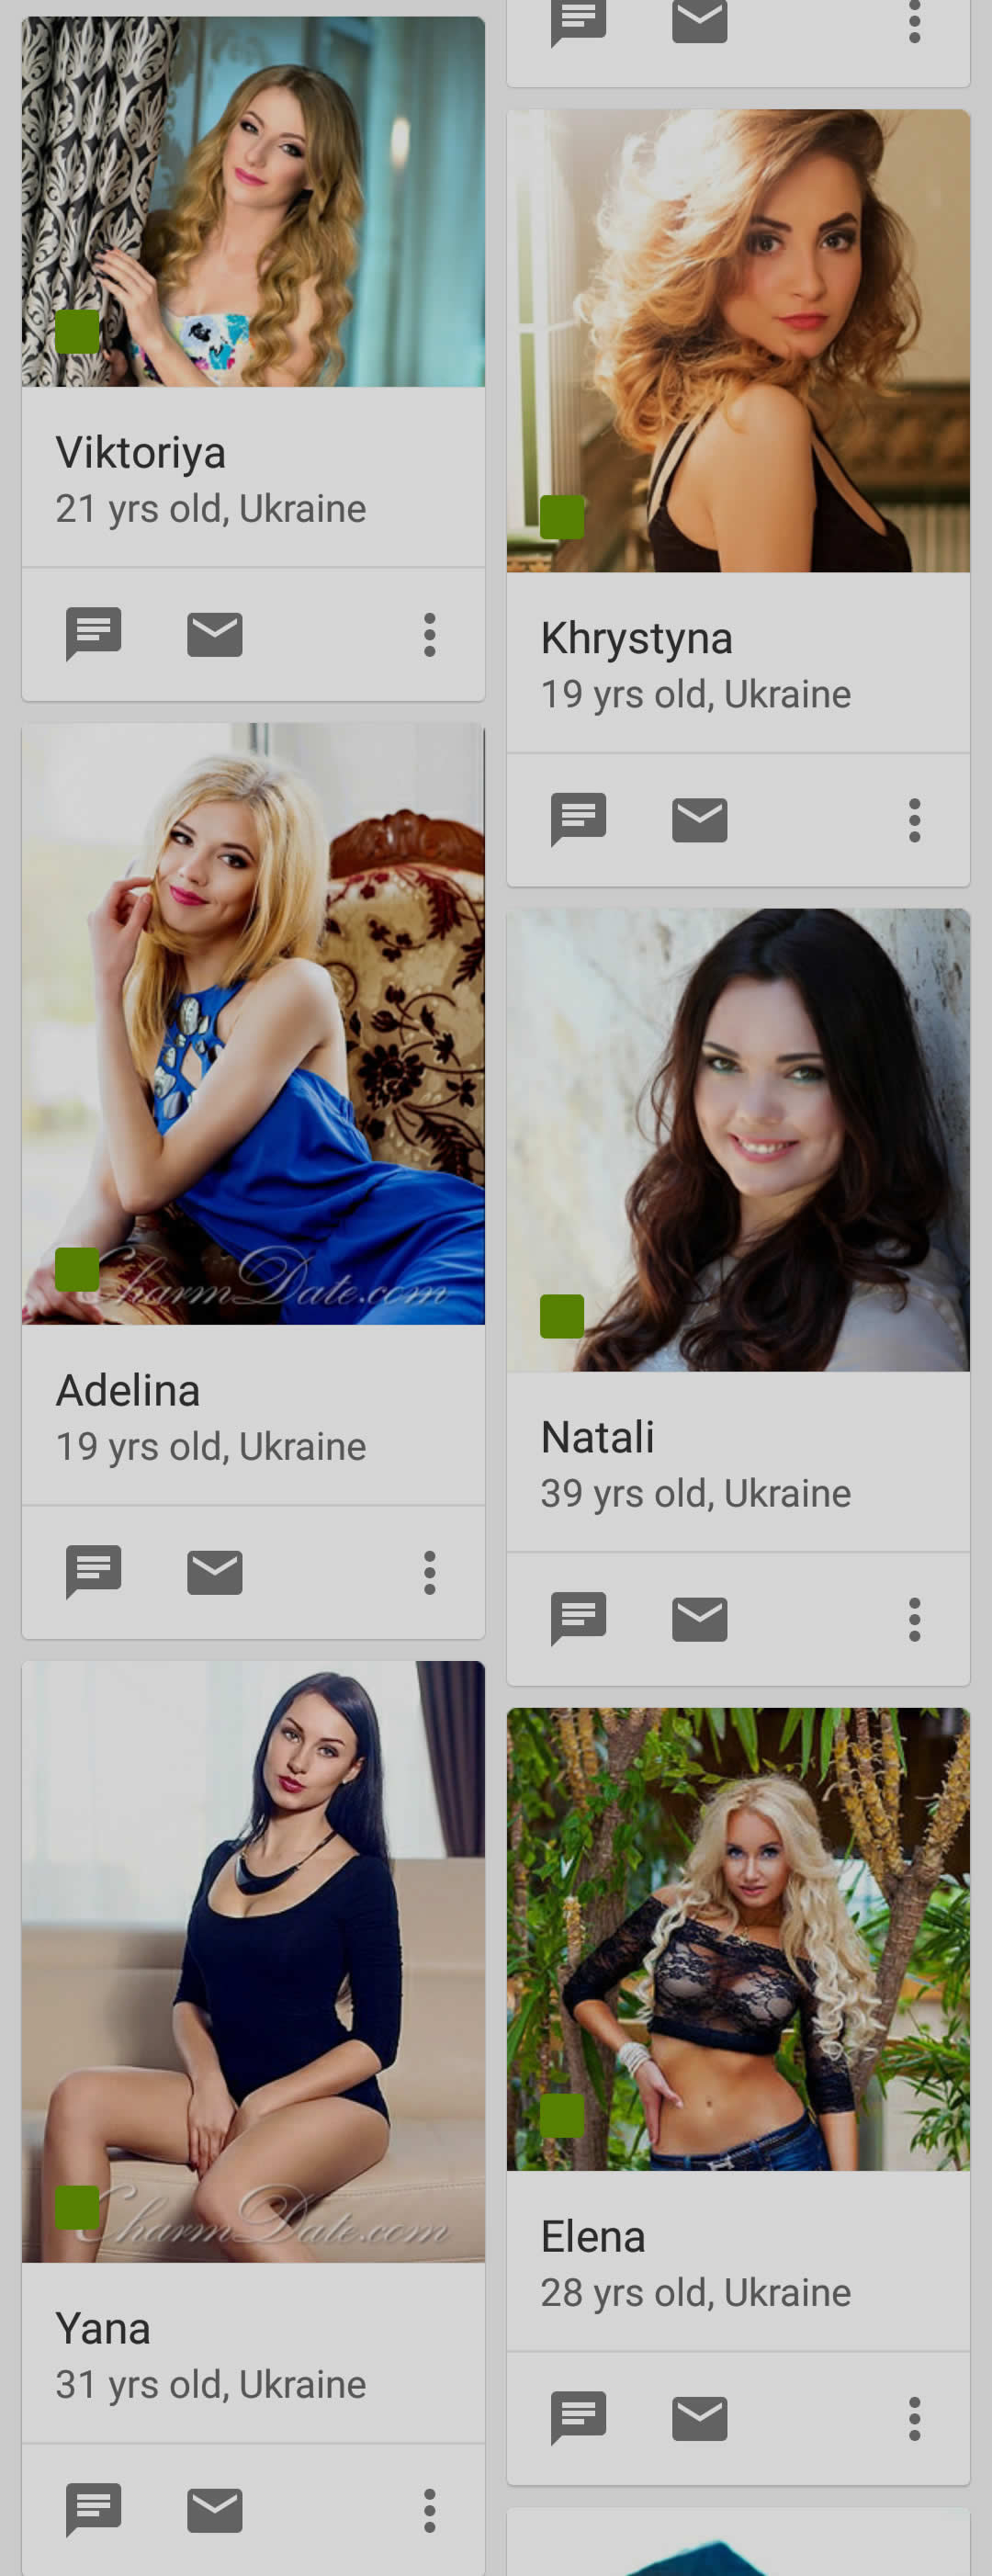 Viktoriya
21 yrs old, Ukraine
Khrystyna
19 yrs old, Ukraine
CharmDate.com
Adelina
19 yrs old, Ukraine
Natali
39 yrs old, Ukraine
CharmDate.com
Yana
31 yrs old, Ukraine
Elena
28 yrs old, Ukraine